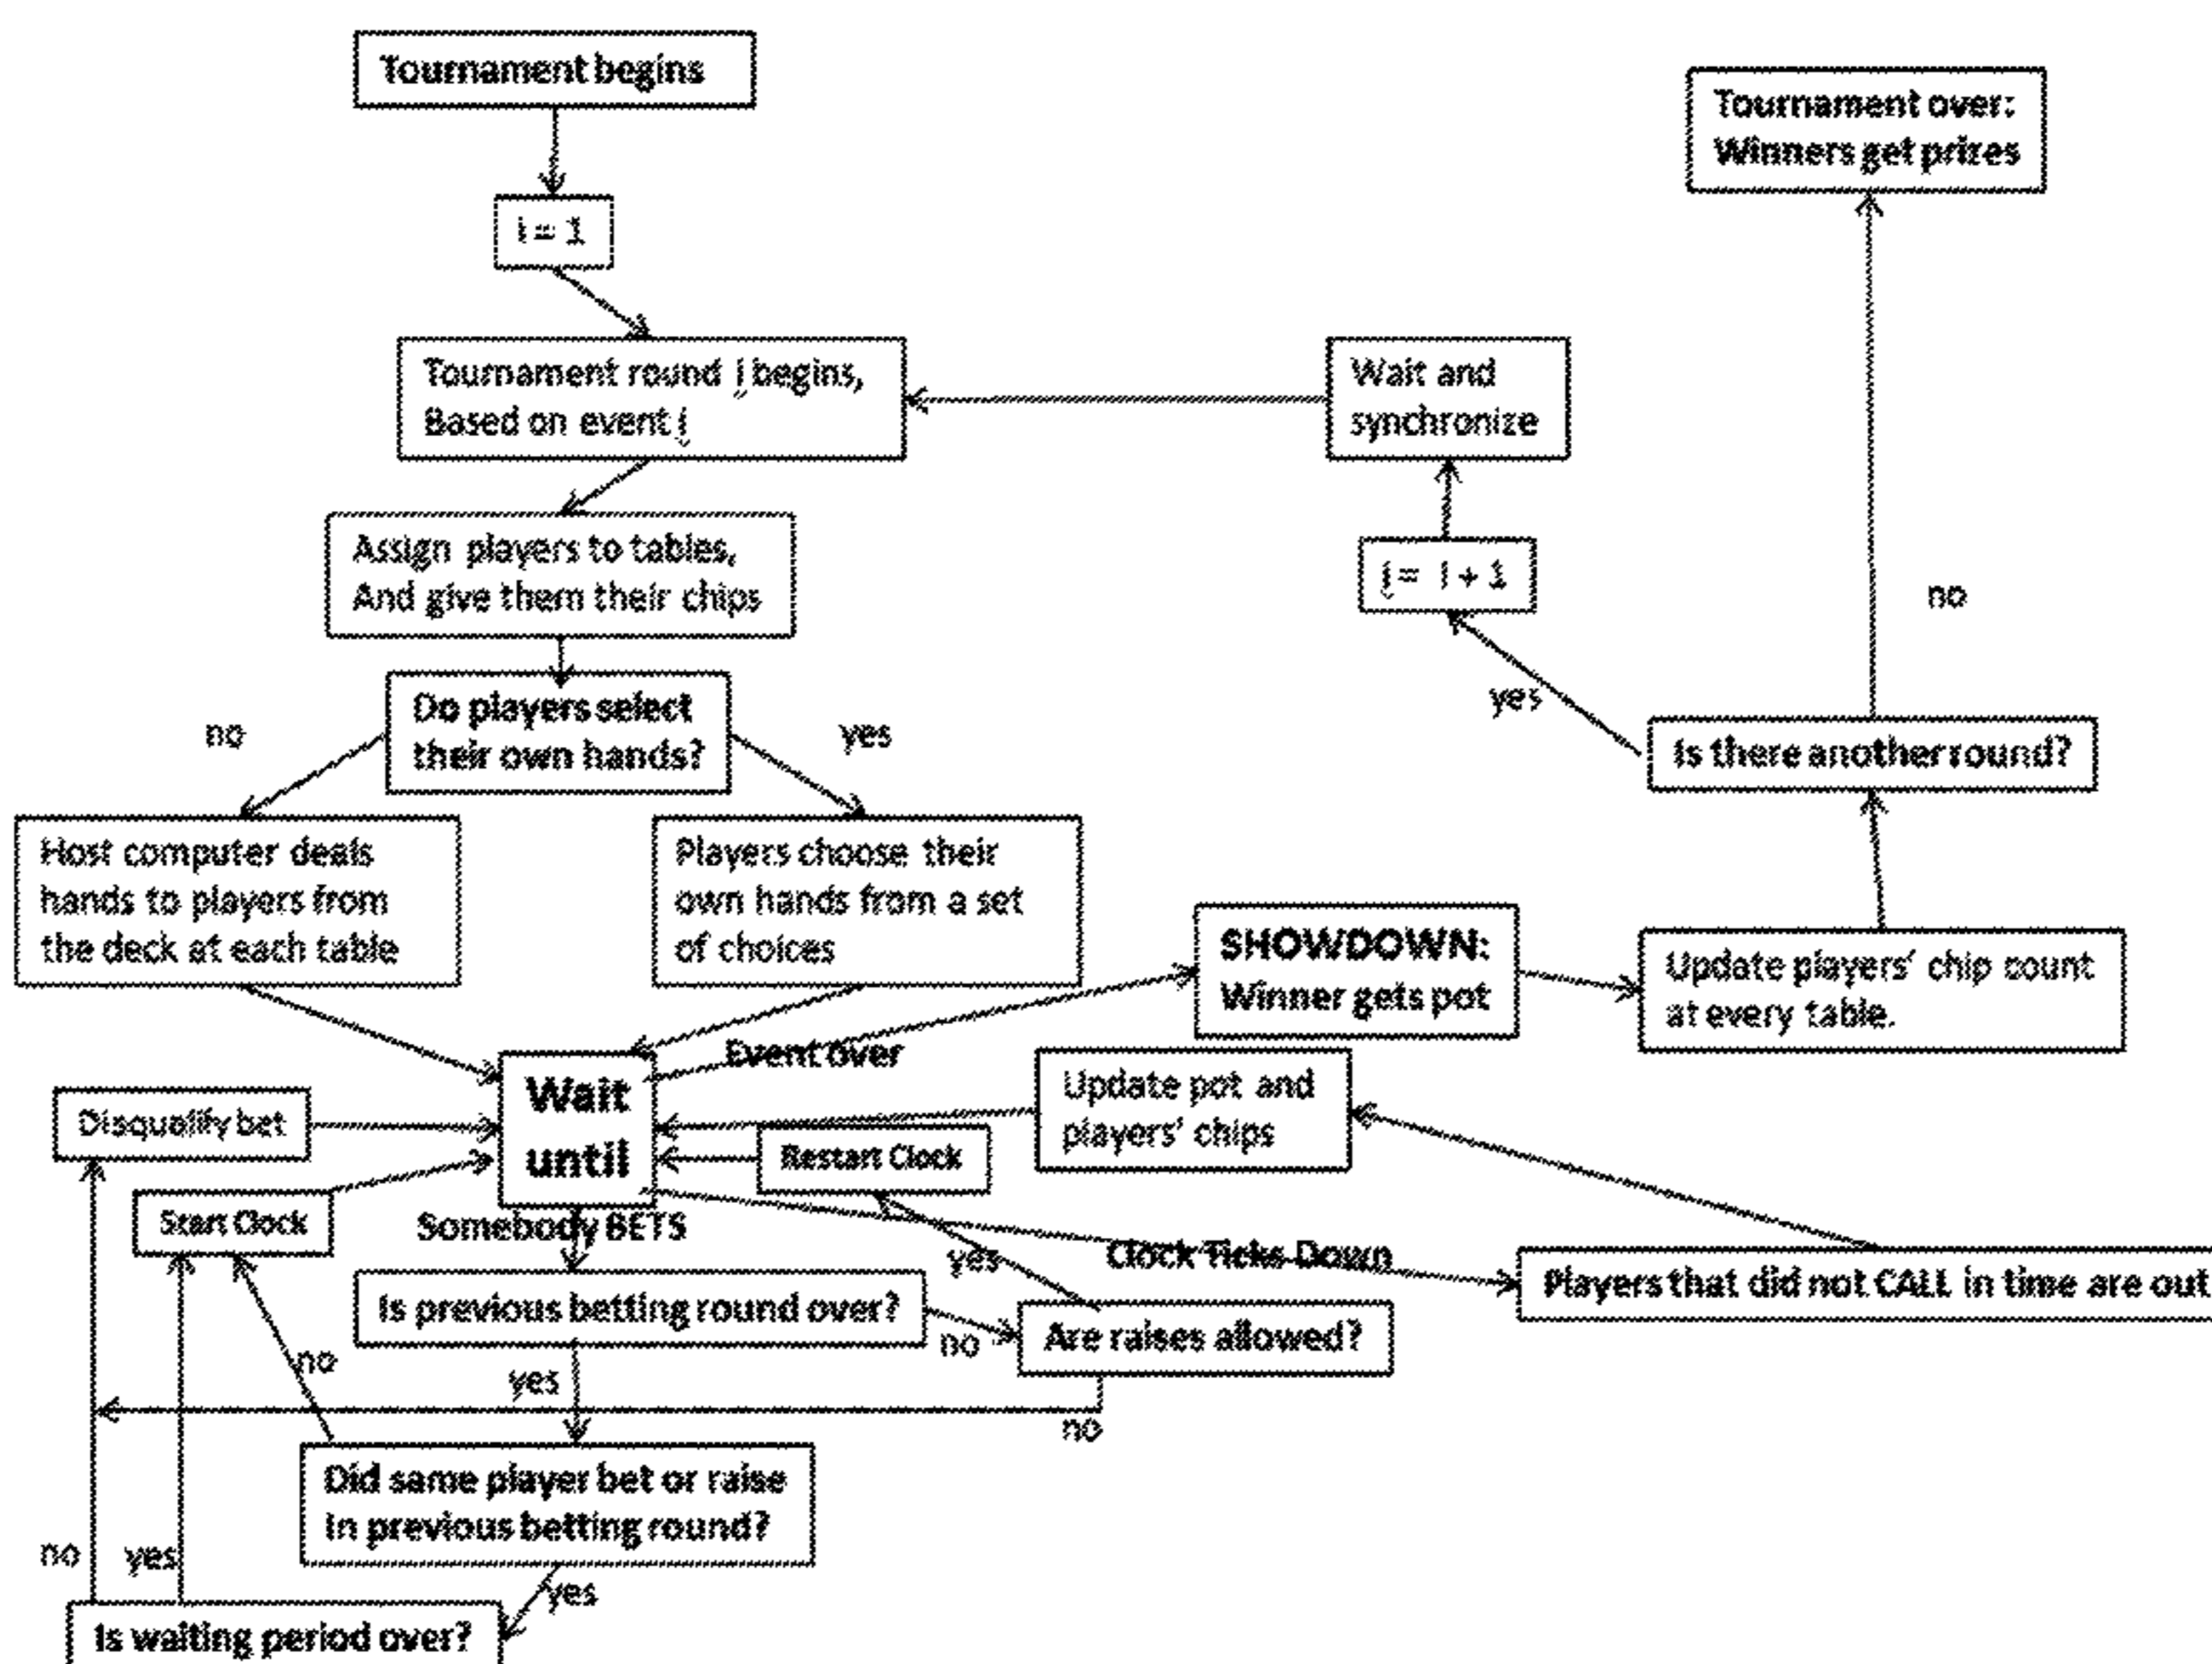 Tournament begins
Tournament over:
Winners get prizes
i = 1
Tournament round i begins,
Based on event i
Wait and
synchronize
Assign players to tables,
And give them their chips
i = i + 1
no
Do players select
their own hands?
no
yes
yes
Is there another round?
Host computer deals
hands to players from
the deck at each table
Players choose their
own hands from a set
of choices
SHOWDOWN:
Winner gets pot
Update players' chip count
at every table.
Event over
Wait
until
Update pot and
players' chips
Disqualify bet
Restart Clock
Start Clock
Somebody BETS
yes
Clock Ticks Down
Players that did not CALL in time are out
Is previous betting round over?
no
Are raises allowed?
no
yes
no
Did same player bet or raise
In previous betting round?
no
yes
yes
Is waiting period over?